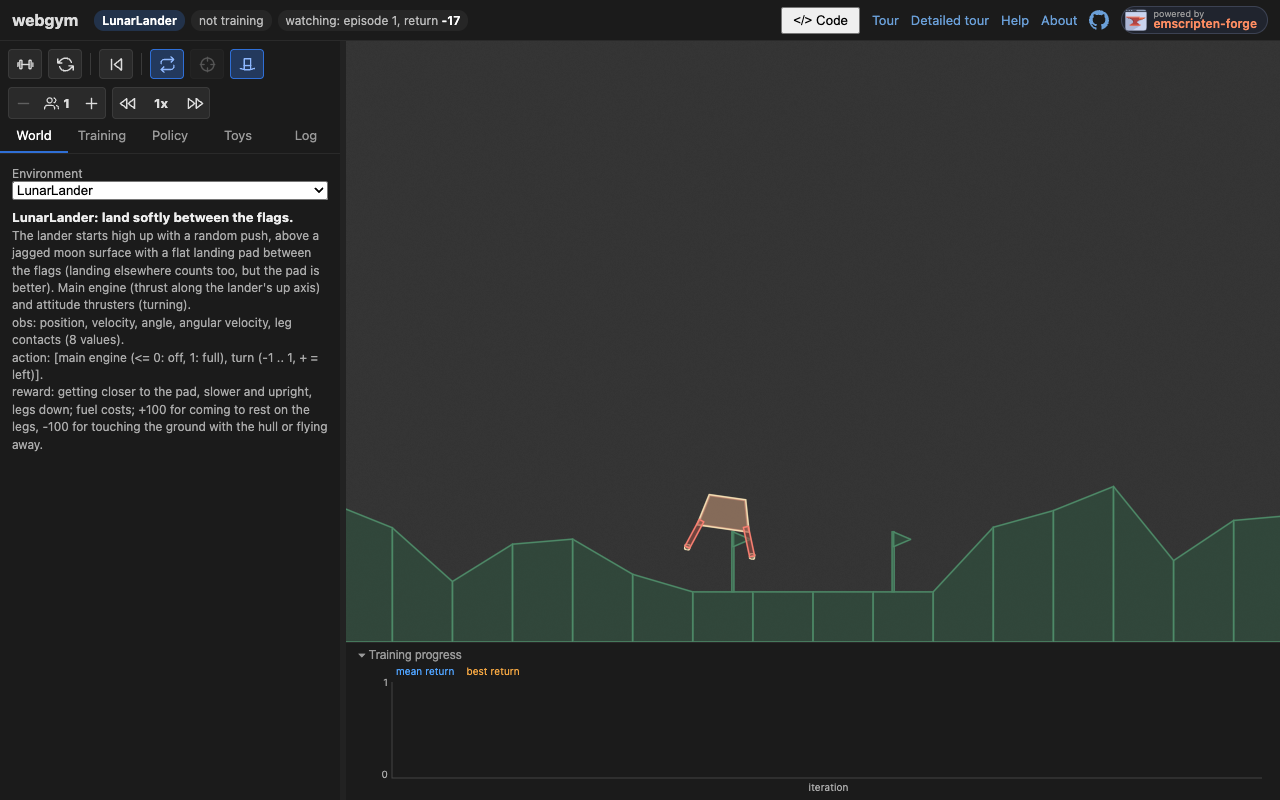 webgym
LunarLander
not training
watching: episode 1, return -17
</> Code
Tour
Detailed tour
Help
About
powered by
emscripten-forge
1
1x
World
Training
Policy
Toys
Log
Environment
LunarLander
LunarLander: land softly between the flags.
The lander starts high up with a random push, above a
jagged moon surface with a flat landing pad between
the flags (landing elsewhere counts too, but the pad is
better). Main engine (thrust along the lander's up axis)
and attitude thrusters (turning).
obs: position, velocity, angle, angular velocity, leg
contacts (8 values).
action: [main engine (<= 0: off, 1: full), turn (-1 .. 1, + =
left)].
reward: getting closer to the pad, slower and upright,
legs down; fuel costs; +100 for coming to rest on the
legs, -100 for touching the ground with the hull or flying
away.
Training progress
mean return
best return
1
0
iteration